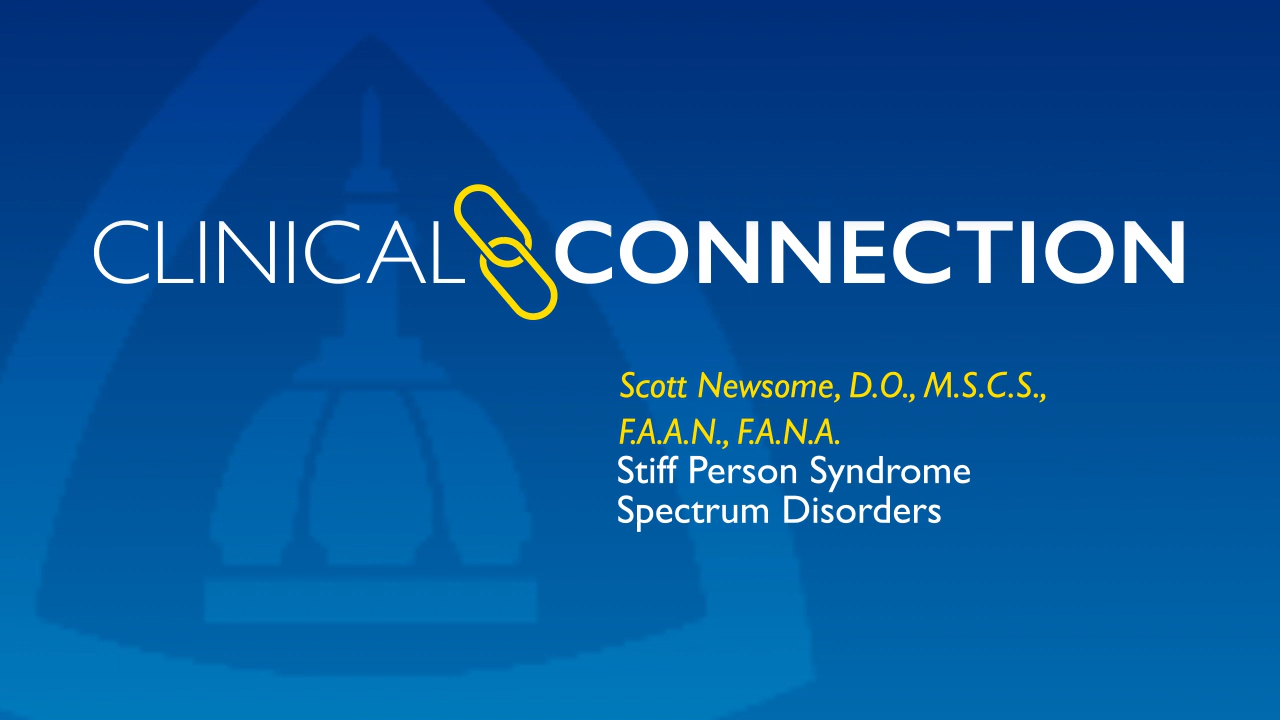 CLINICAL CONNECTION
Scott Newsome, D.O., M.S.C.S.,
F.A.A.N., F.A.N.A.
Stiff Person Syndrome
Spectrum Disorders